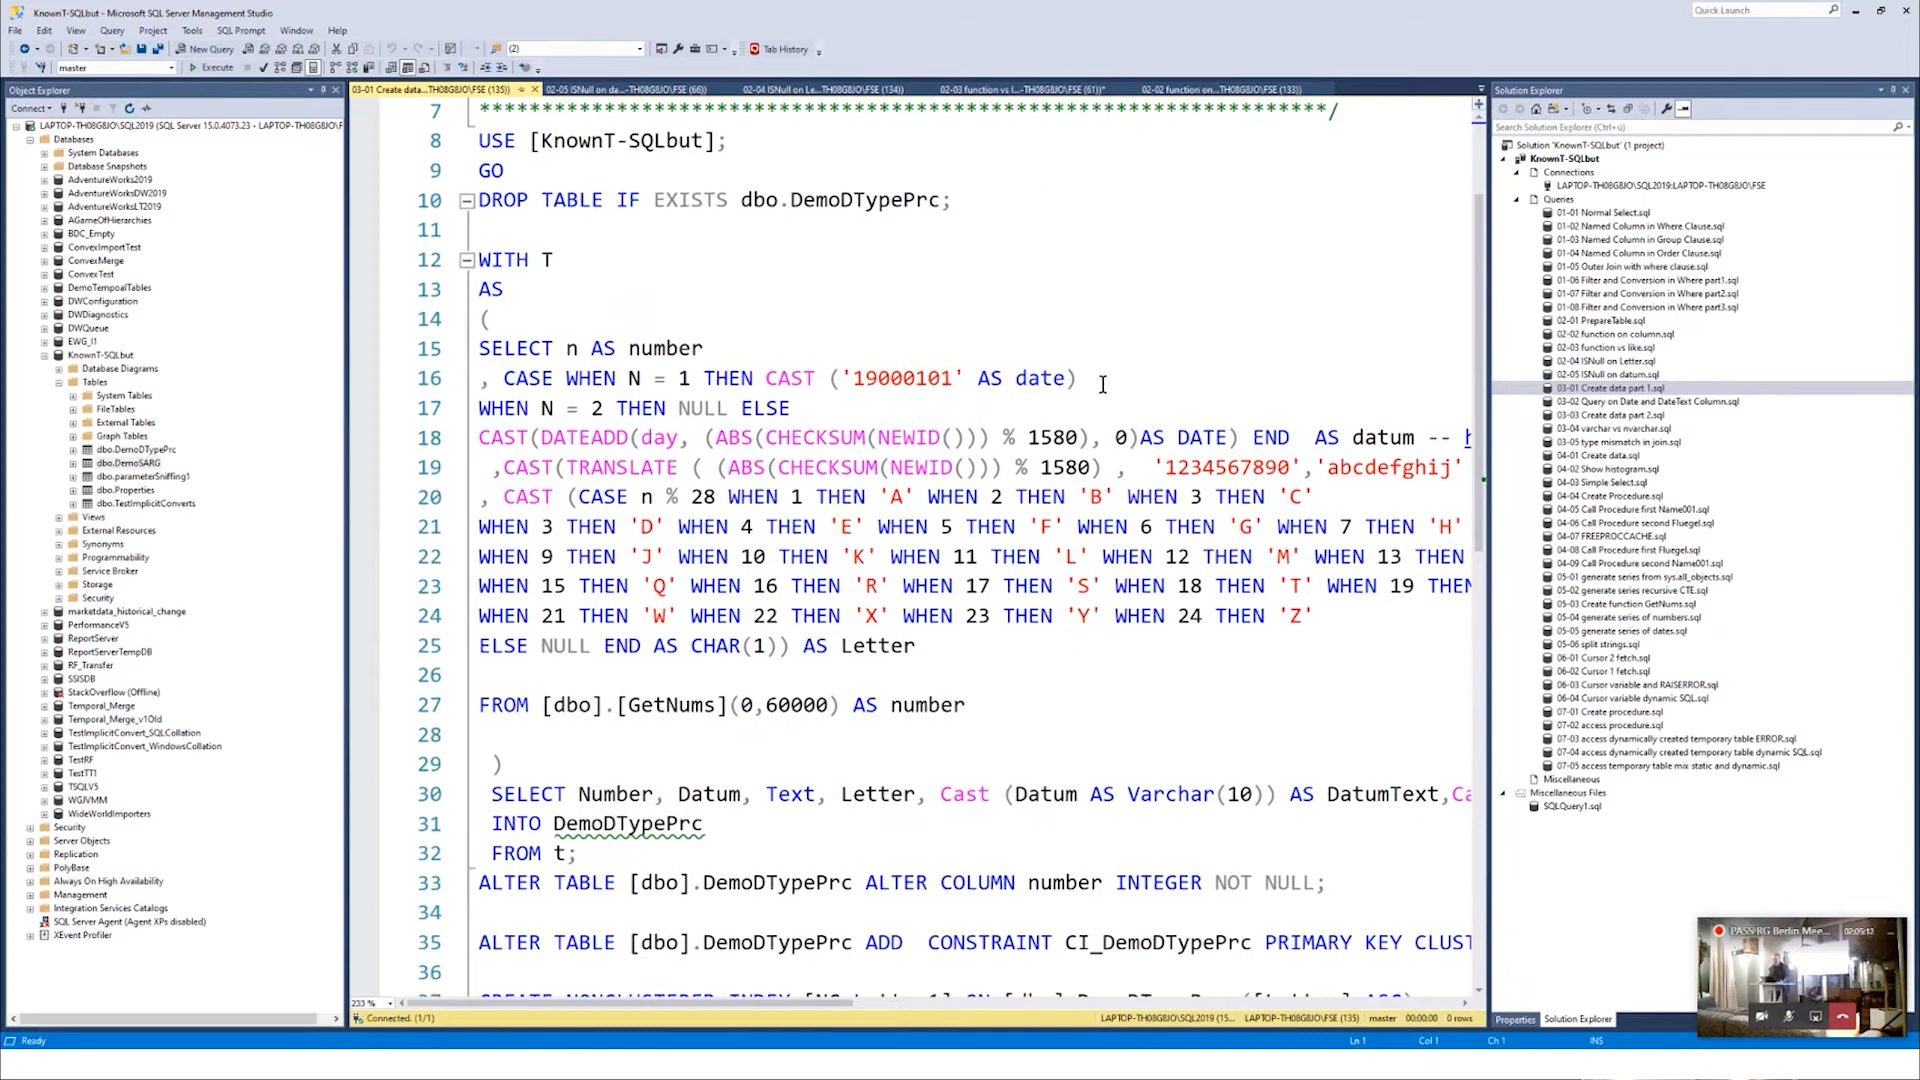 KnownT-SQLbut - Microsoft SQL Server Management Studio
Quick Launch
File Edit View Query Project Tools SQL Prompt Window Help
New Query (2) Tab History
master Execute
Object Explorer
Connect
LAPTOP-TH08G8JO\SQL2019 (SQL Server 15.0.4073.23 - LAPTOP-TH08G8JO\F
Databases
System Databases
Database Snapshots
AdventureWorks2019
AdventureWorksDW2019
AdventureWorksLT2019
AGameOfHierarchies
BDC_Empty
ConvexImportTest
ConvexMerge
ConvexTest
DemoTempoalTables
DWConfiguration
DWDiagnostics
DWQueue
EWG_I1
KnownT-SQLbut
Database Diagrams
Tables
System Tables
FileTables
External Tables
Graph Tables
dbo.DemoDTypePrc
dbo.DemoSARG
dbo.parameterSniffing1
dbo.Properties
dbo.TestImplicitConverts
Views
External Resources
Synonyms
Programmability
Service Broker
Storage
Security
marketdata_historical_change
PerformanceV5
ReportServer
ReportServerTempDB
RF_Transfer
SSISDB
StackOverflow (Offline)
Temporal_Merge
Temporal_Merge_v1Old
TestImplicitConvert_SQLCollation
TestImplicitConvert_WindowsCollation
TestRF
TestTT1
TSQLV5
WGJVMM
WideWorldImporters
Security
Server Objects
Replication
PolyBase
Always On High Availability
Management
Integration Services Catalogs
SQL Server Agent (Agent XPs disabled)
XEvent Profiler
03-01 Create data...TH08G8JO\FSE (135)) 02-05 ISNull on da...-TH08G8JO\FSE (66)) 02-04 ISNull on Le...TH08G8JO\FSE (134)) 02-03 function vs l...-TH08G8JO\FSE (61))* 02-02 function on...TH08G8JO\FSE (133))
7 ********************************************************************/
8 USE [KnownT-SQLbut];
9 GO
10 DROP TABLE IF EXISTS dbo.DemoDTypePrc;
11
12 WITH T
13 AS
14 (
15 SELECT n AS number
16 , CASE WHEN N = 1 THEN CAST ('19000101' AS date)
17 WHEN N = 2 THEN NULL ELSE
18 CAST(DATEADD(day, (ABS(CHECKSUM(NEWID())) % 1580), 0)AS DATE) END AS datum --
19 ,CAST(TRANSLATE ( (ABS(CHECKSUM(NEWID())) % 1580) , '1234567890','abcdefghij'
20 , CAST (CASE n % 28 WHEN 1 THEN 'A' WHEN 2 THEN 'B' WHEN 3 THEN 'C'
21 WHEN 3 THEN 'D' WHEN 4 THEN 'E' WHEN 5 THEN 'F' WHEN 6 THEN 'G' WHEN 7 THEN 'H'
22 WHEN 9 THEN 'J' WHEN 10 THEN 'K' WHEN 11 THEN 'L' WHEN 12 THEN 'M' WHEN 13 THEN
23 WHEN 15 THEN 'Q' WHEN 16 THEN 'R' WHEN 17 THEN 'S' WHEN 18 THEN 'T' WHEN 19 THEN
24 WHEN 21 THEN 'W' WHEN 22 THEN 'X' WHEN 23 THEN 'Y' WHEN 24 THEN 'Z'
25 ELSE NULL END AS CHAR(1)) AS Letter
26
27 FROM [dbo].[GetNums](0,60000) AS number
28
29 )
30 SELECT Number, Datum, Text, Letter, Cast (Datum AS Varchar(10)) AS DatumText,Ca
31 INTO DemoDTypePrc
32 FROM t;
33 ALTER TABLE [dbo].DemoDTypePrc ALTER COLUMN number INTEGER NOT NULL;
34
35 ALTER TABLE [dbo].DemoDTypePrc ADD CONSTRAINT CI_DemoDTypePrc PRIMARY KEY CLUST
36
233 %
Connected. (1/1) LAPTOP-TH08G8JO\SQL2019 (15... LAPTOP-TH08G8JO\FSE (135) master 00:00:00 0 rows
Solution Explorer
Search Solution Explorer (Ctrl+ü)
Solution 'KnownT-SQLbut' (1 project)
KnownT-SQLbut
Connections
LAPTOP-TH08G8JO\SQL2019:LAPTOP-TH08G8JO\FSE
Queries
01-01 Normal Select.sql
01-02 Named Column in Where Clause.sql
01-03 Named Column in Group Clause.sql
01-04 Named Column in Order Clause.sql
01-05 Outer Join with where clause.sql
01-06 Filter and Conversion in Where part1.sql
01-07 Filter and Conversion in Where part2.sql
01-08 Filter and Conversion in Where part3.sql
02-01 PrepareTable.sql
02-02 function on column.sql
02-03 function vs like.sql
02-04 ISNull on Letter.sql
02-05 ISNull on datum.sql
03-01 Create data part 1.sql
03-02 Query on Date and DateText Column.sql
03-03 Create data part 2.sql
03-04 varchar vs nvarchar.sql
03-05 type mismatch in join.sql
04-01 Create data.sql
04-02 Show histogram.sql
04-03 Simple Select.sql
04-04 Create Procedure.sql
04-05 Call Procedure first Name001.sql
04-06 Call Procedure second Fluegel.sql
04-07 FREEPROCCACHE.sql
04-08 Call Procedure first Fluegel.sql
04-09 Call Procedure second Name001.sql
05-01 generate series from sys.all_objects.sql
05-02 generate series recursive CTE.sql
05-03 Create function GetNums.sql
05-04 generate series of numbers.sql
05-05 generate series of dates.sql
05-06 split strings.sql
06-01 Cursor 2 fetch.sql
06-02 Cursor 1 fetch.sql
06-03 Cursor variable and RAISERROR.sql
06-04 Cursor variable dynamic SQL.sql
07-01 Create procedure.sql
07-02 access procedure.sql
07-03 access dynamically created temporary table ERROR.sql
07-04 access dynamically created temporary table dynamic SQL.sql
07-05 access temporary table mix static and dynamic.sql
Miscellaneous
Miscellaneous Files
SQLQuery1.sql
PASS RG Berlin Mee... 02:05:12
Properties Solution Explorer
Ready Ln 1 Col 1 Ch 1 INS